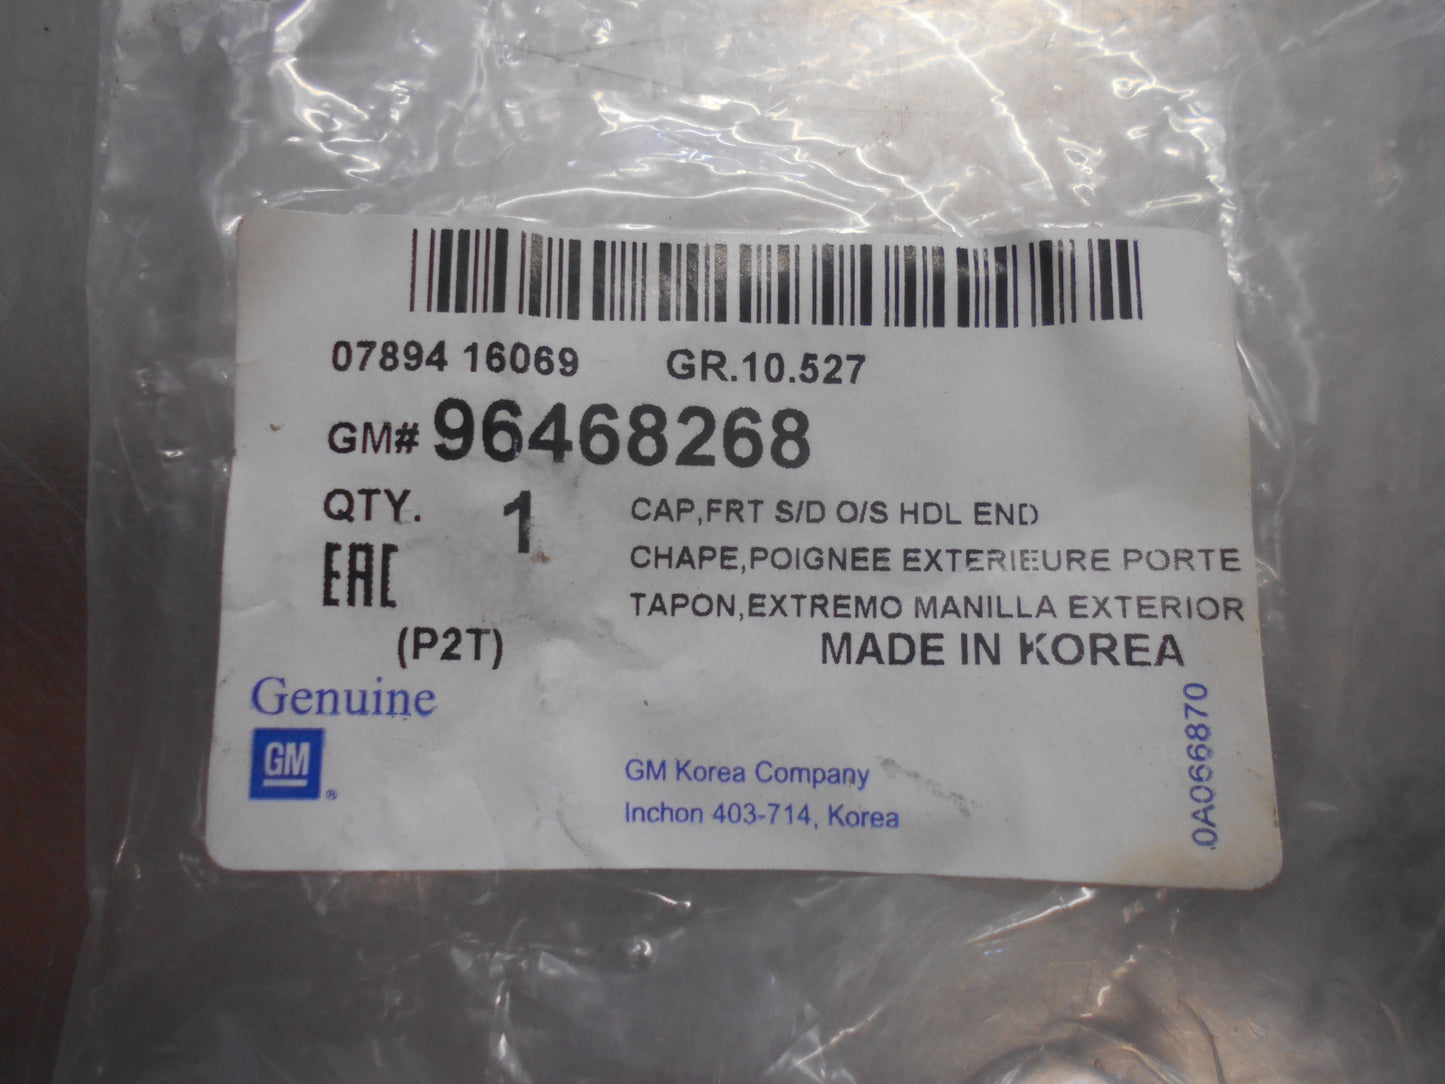 07894 16069 GR.10.527
GM# 96468268
QTY. 1
CAP,FRT S/D O/S HDL END
CHAPE,POIGNEE EXTERIEURE PORTE
TAPON,EXTREMO MANILLA EXTERIOR
EAC
(P2T)
MADE IN KOREA
Genuine
GM
®
GM Korea Company
Inchon 403-714, Korea
0A066870